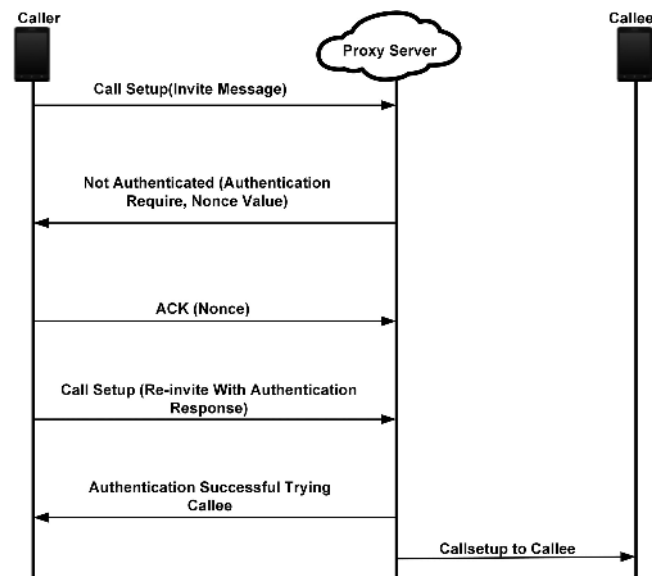 Caller
Proxy Server
Callee
Call Setup(Invite Message)
Not Authenticated (Authentication
Require, Nonce Value)
ACK (Nonce)
Call Setup (Re-invite With Authentication
Response)
Authentication Successful Trying
Callee
Callsetup to Callee